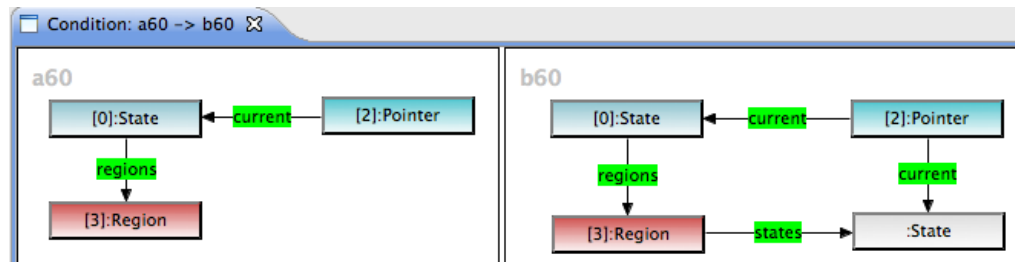 Condition: a60 -> b60
a60
[0]:State
current
[2]:Pointer
regions
[3]:Region
b60
[0]:State
current
[2]:Pointer
regions
current
[3]:Region
states
:State